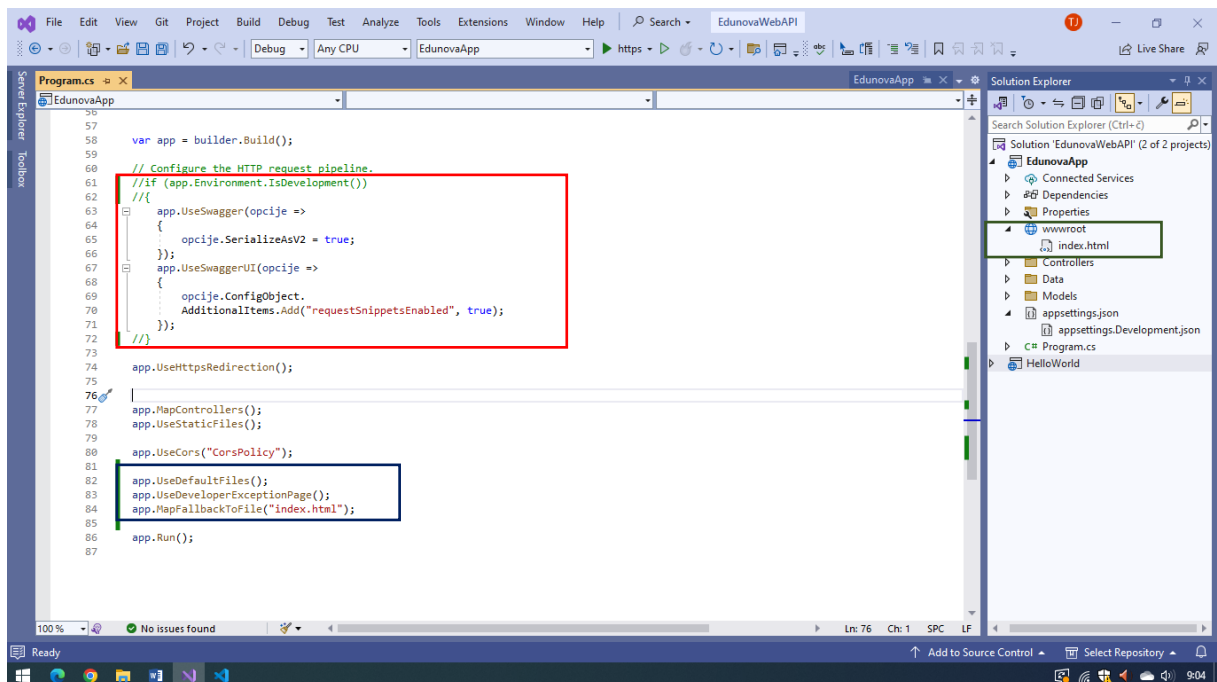 File Edit View Git Project Build Debug Test Analyze Tools Extensions Window Help Search EdunovaWebAPI TJ
Debug Any CPU EdunovaApp https Live Share
Server Explorer
Toolbox
Program.cs EdunovaApp
EdunovaApp
56
57
58 var app = builder.Build();
59
60 // Configure the HTTP request pipeline.
61 //if (app.Environment.IsDevelopment())
62 //{
63 app.UseSwagger(opcije =>
64 {
65 opcije.SerializeAsV2 = true;
66 });
67 app.UseSwaggerUI(opcije =>
68 {
69 opcije.ConfigObject.
70 AdditionalItems.Add("requestSnippetsEnabled", true);
71 });
72 //}
73
74 app.UseHttpsRedirection();
75
76
77 app.MapControllers();
78 app.UseStaticFiles();
79
80 app.UseCors("CorsPolicy");
81
82 app.UseDefaultFiles();
83 app.UseDeveloperExceptionPage();
84 app.MapFallbackToFile("index.html");
85
86 app.Run();
87
100 % No issues found Ln: 76 Ch: 1 SPC LF
Solution Explorer
Search Solution Explorer (Ctrl+č)
Solution 'EdunovaWebAPI' (2 of 2 projects)
EdunovaApp
Connected Services
Dependencies
Properties
wwwroot
index.html
Controllers
Data
Models
appsettings.json
appsettings.Development.json
C# Program.cs
HelloWorld
Ready Add to Source Control Select Repository
9:04